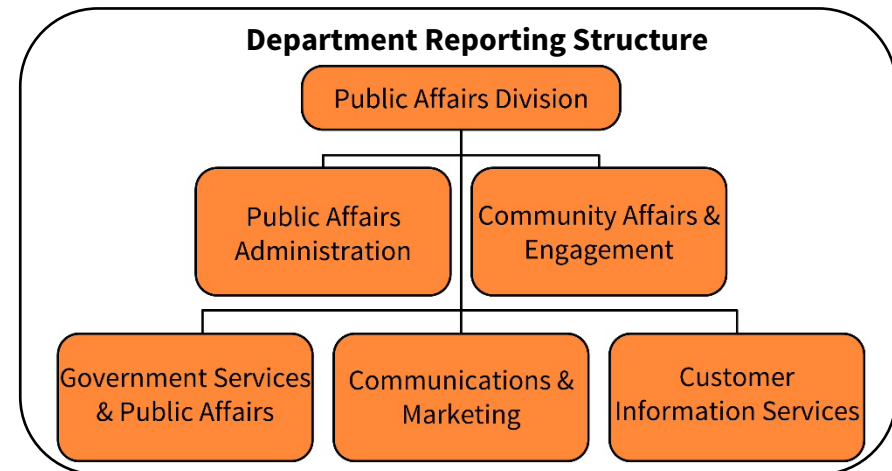 Department Reporting Structure
Public Affairs Division
Public Affairs
Administration
Community Affairs &
Engagement
Government Services
& Public Affairs
Communications &
Marketing
Customer
Information Services